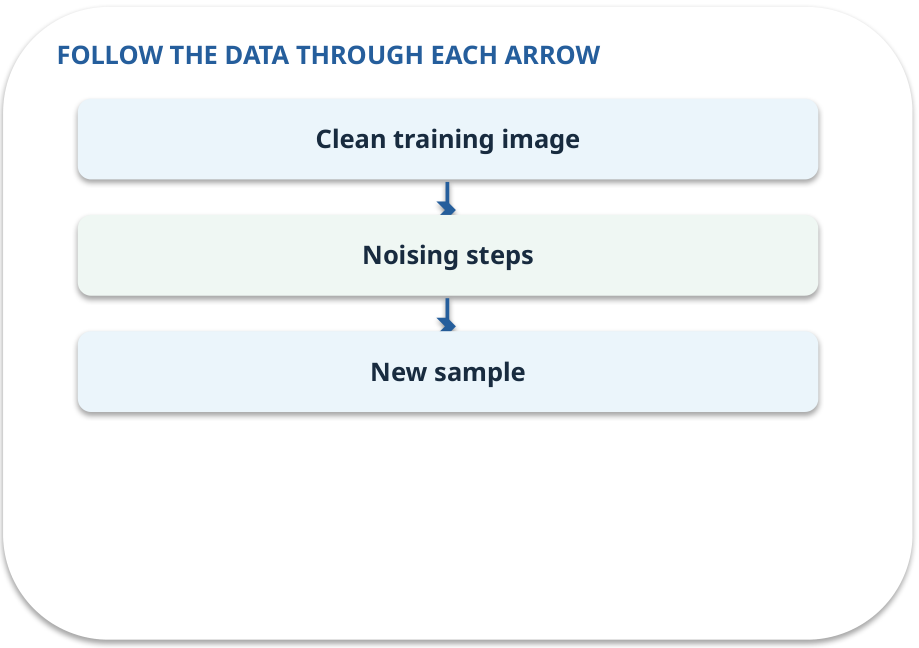 FOLLOW THE DATA THROUGH EACH ARROW
Clean training image
Noising steps
New sample